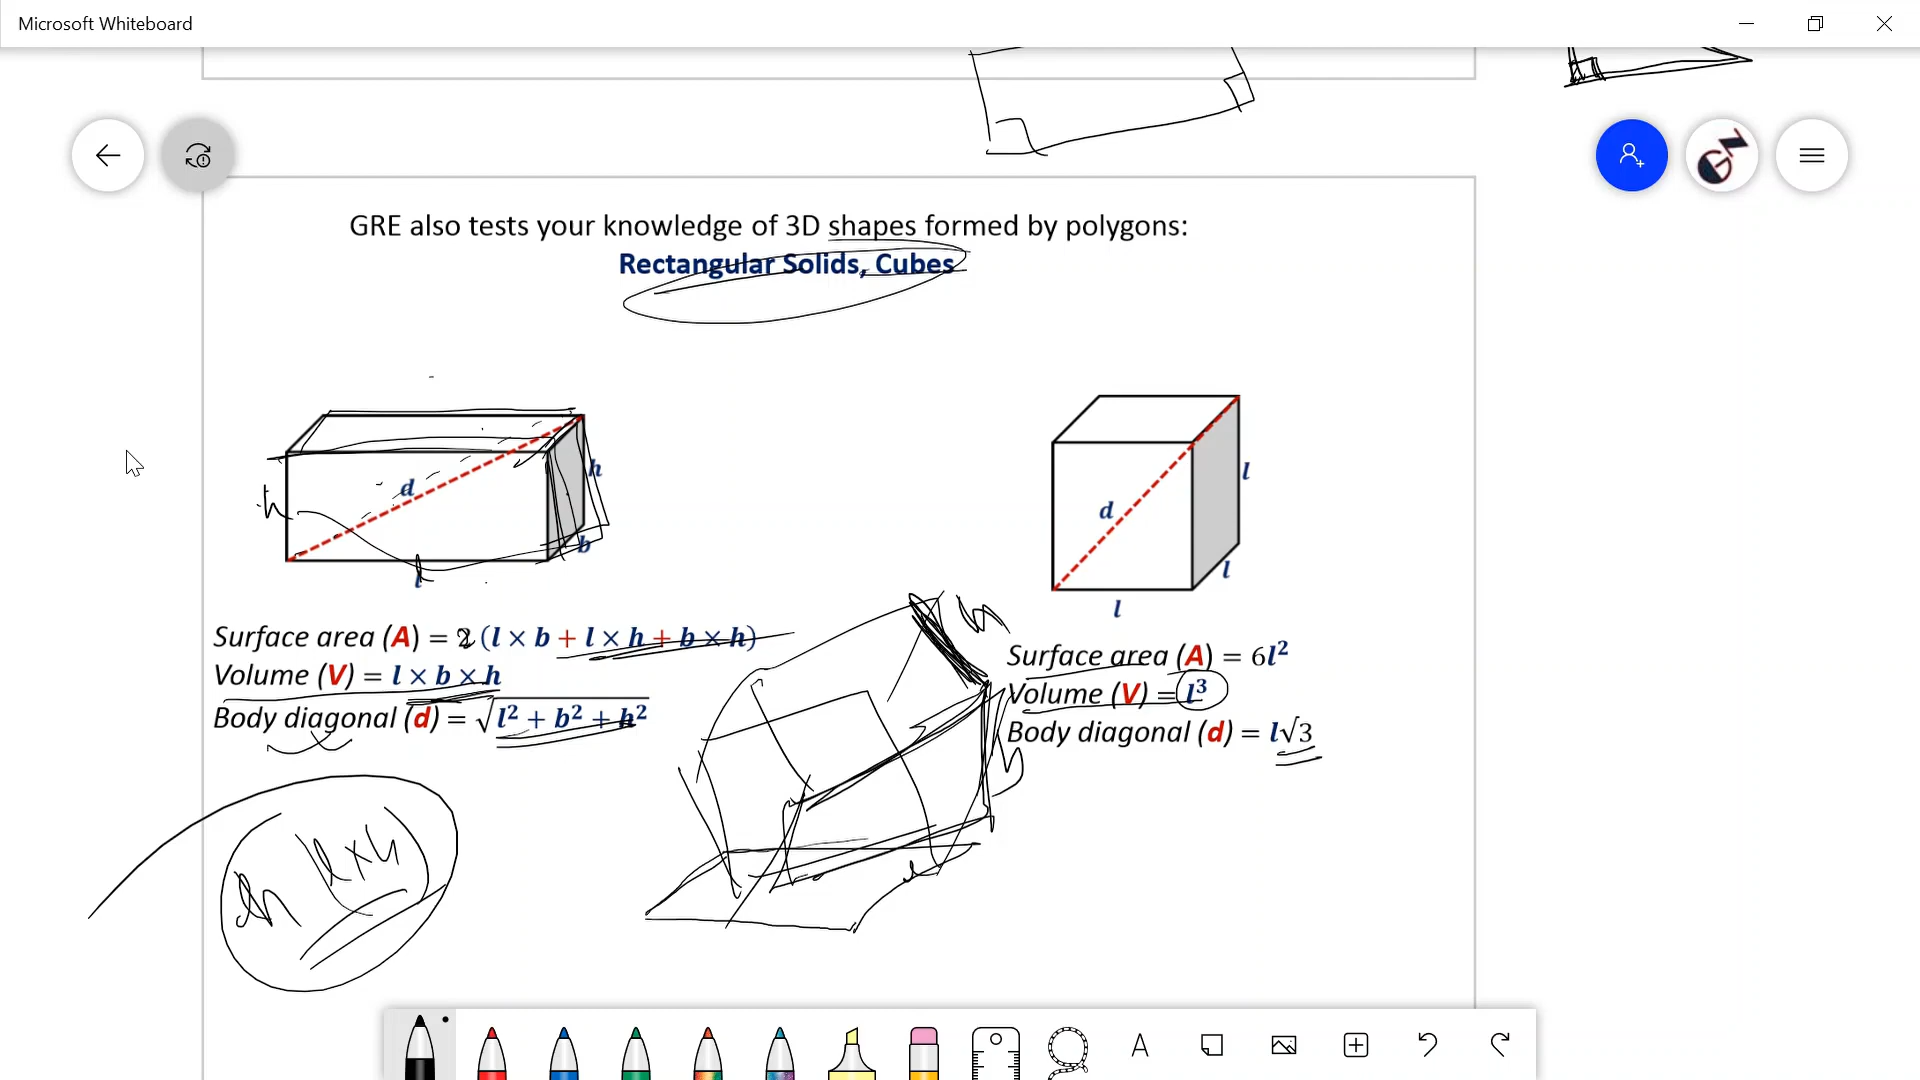 Microsoft Whiteboard
GRE also tests your knowledge of 3D shapes formed by polygons:
Rectangular Solids, Cubes
h
d
h
b
l
d
l
l
l
Surface area (A) = 2 (l × b + l × h + b × h)
Volume (V) = l × b × h
Body diagonal (d) = √l² + b² + h²
Surface area (A) = 6l²
Volume (V) = l³
Body diagonal (d) = l√3